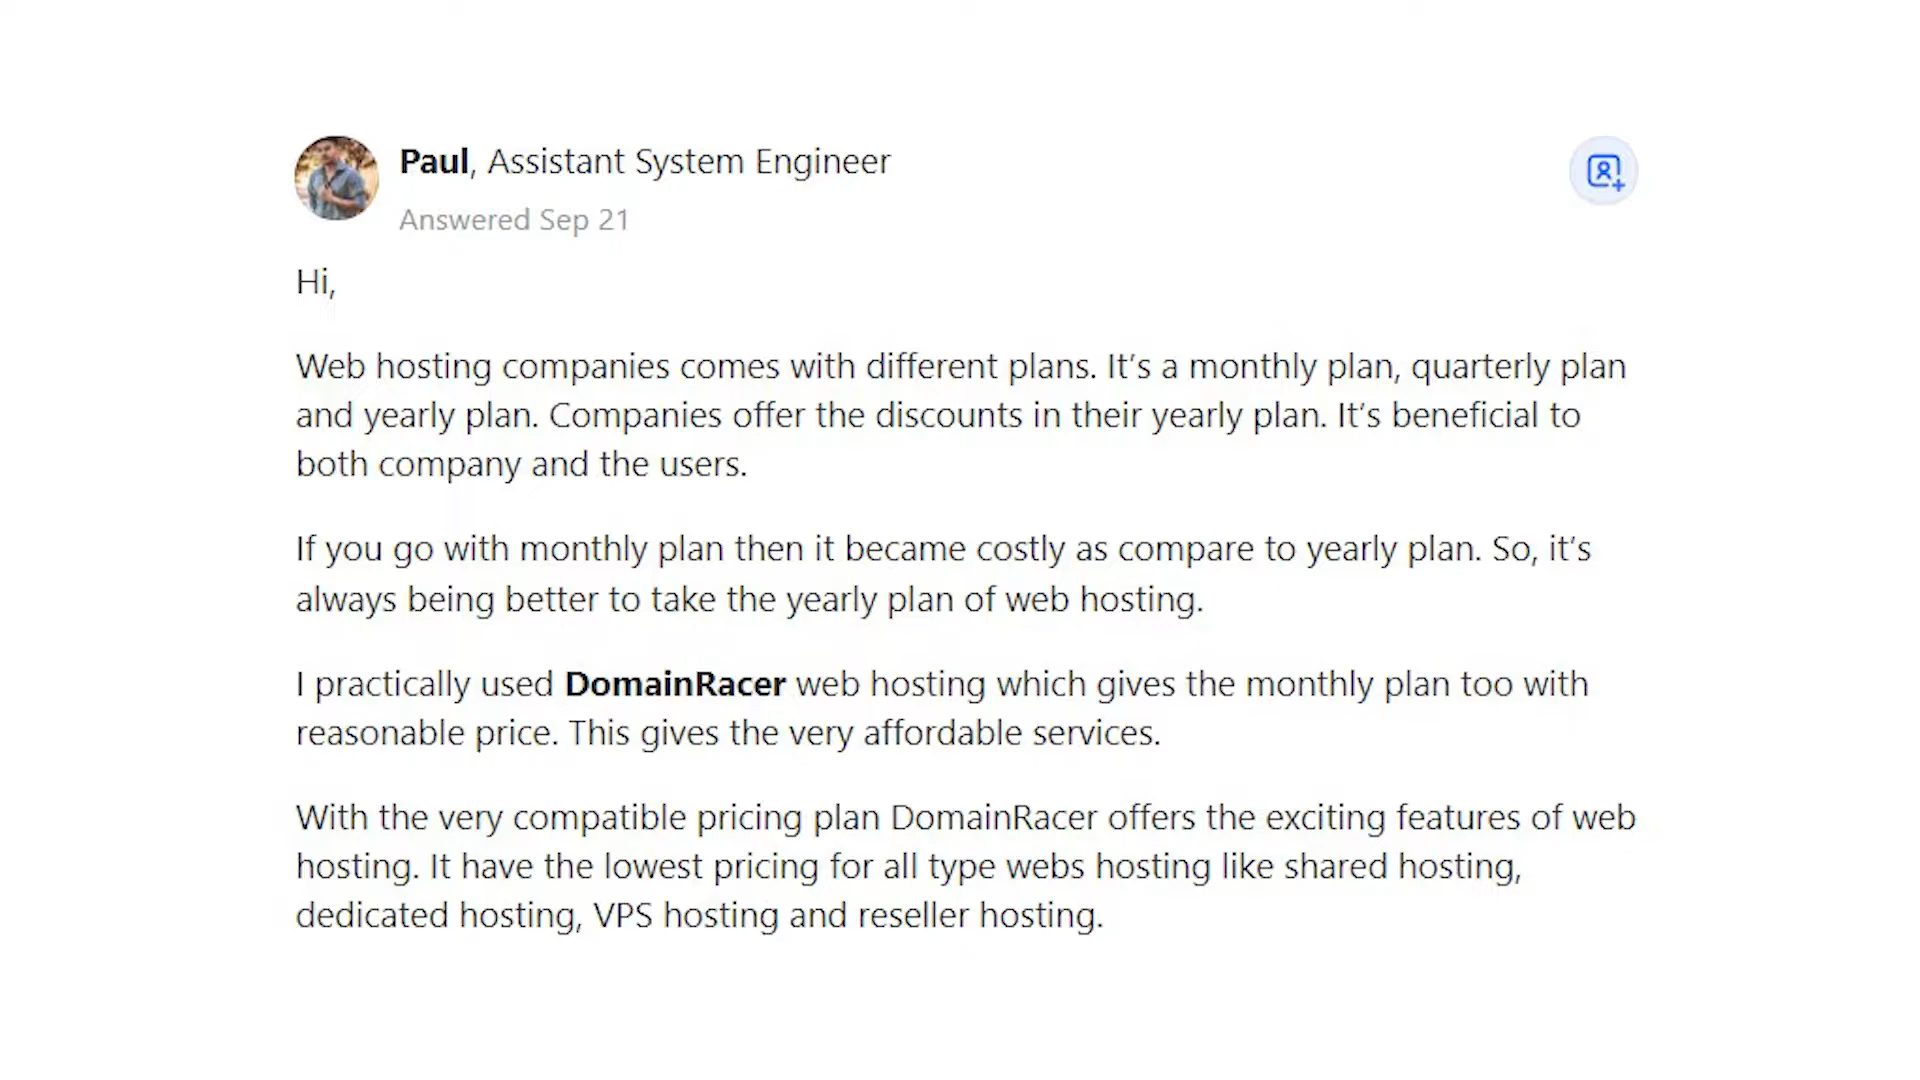 Paul, Assistant System Engineer
Answered Sep 21
Hi,
Web hosting companies comes with different plans. It’s a monthly plan, quarterly plan
and yearly plan. Companies offer the discounts in their yearly plan. It’s beneficial to
both company and the users.
If you go with monthly plan then it became costly as compare to yearly plan. So, it’s
always being better to take the yearly plan of web hosting.
I practically used DomainRacer web hosting which gives the monthly plan too with
reasonable price. This gives the very affordable services.
With the very compatible pricing plan DomainRacer offers the exciting features of web
hosting. It have the lowest pricing for all type webs hosting like shared hosting,
dedicated hosting, VPS hosting and reseller hosting.